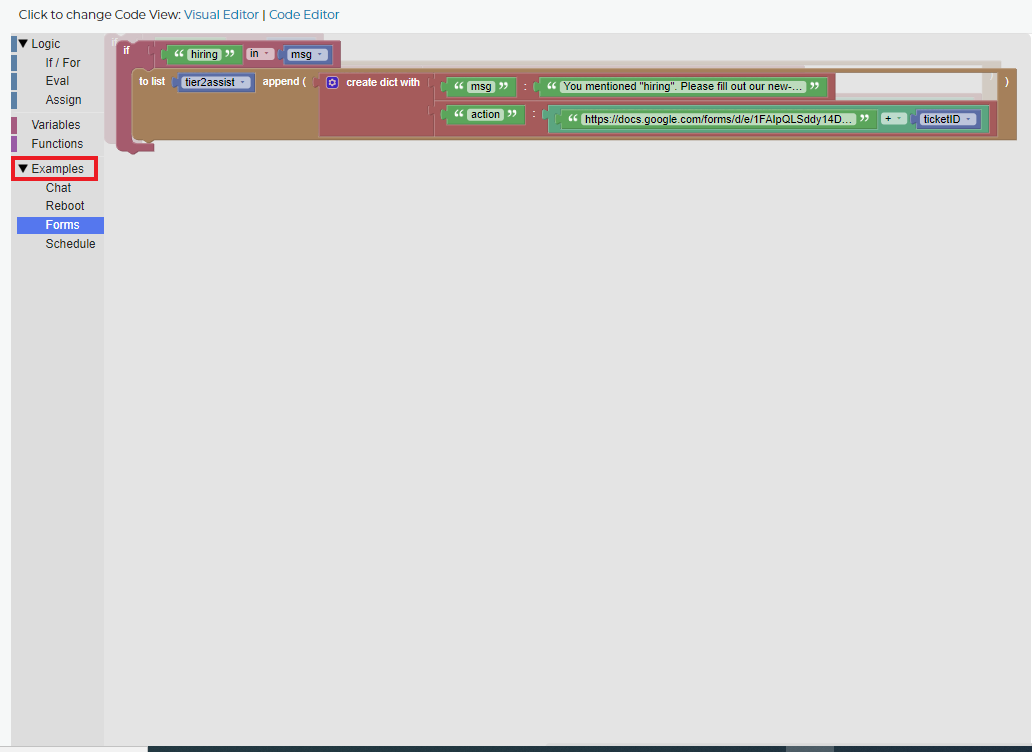 Click to change Code View: Visual Editor | Code Editor
Logic
If / For
Eval
Assign
Variables
Functions
Examples
Chat
Reboot
Forms
Schedule
if “ hiring ” in msg
to list tier2assist append ( create dict with “ msg ” : “ You mentioned "hiring". Please fill out our new-... ” )
“ action ” : “ https://docs.google.com/forms/d/e/1FAIpQLSddy14D... ” + ticketID